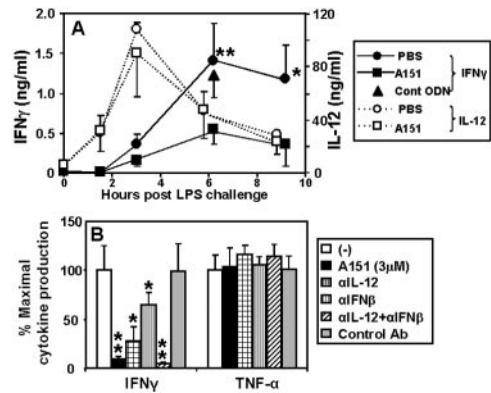 A
2.0
1.5
1.0
0.5
0
IFNγ (ng/ml)
120
80
40
0
IL-12 (ng/ml)
**
*
0 2 4 6 8 10
Hours post LPS challenge
PBS
A151
Cont ODN
IFNγ
PBS
A151
IL-12
B
150
100
50
0
% Maximal
cytokine production
** * * **
IFNγ TNF-α
(-)
A151 (3μM)
αIL-12
αIFNβ
αIL-12+αIFNβ
Control Ab